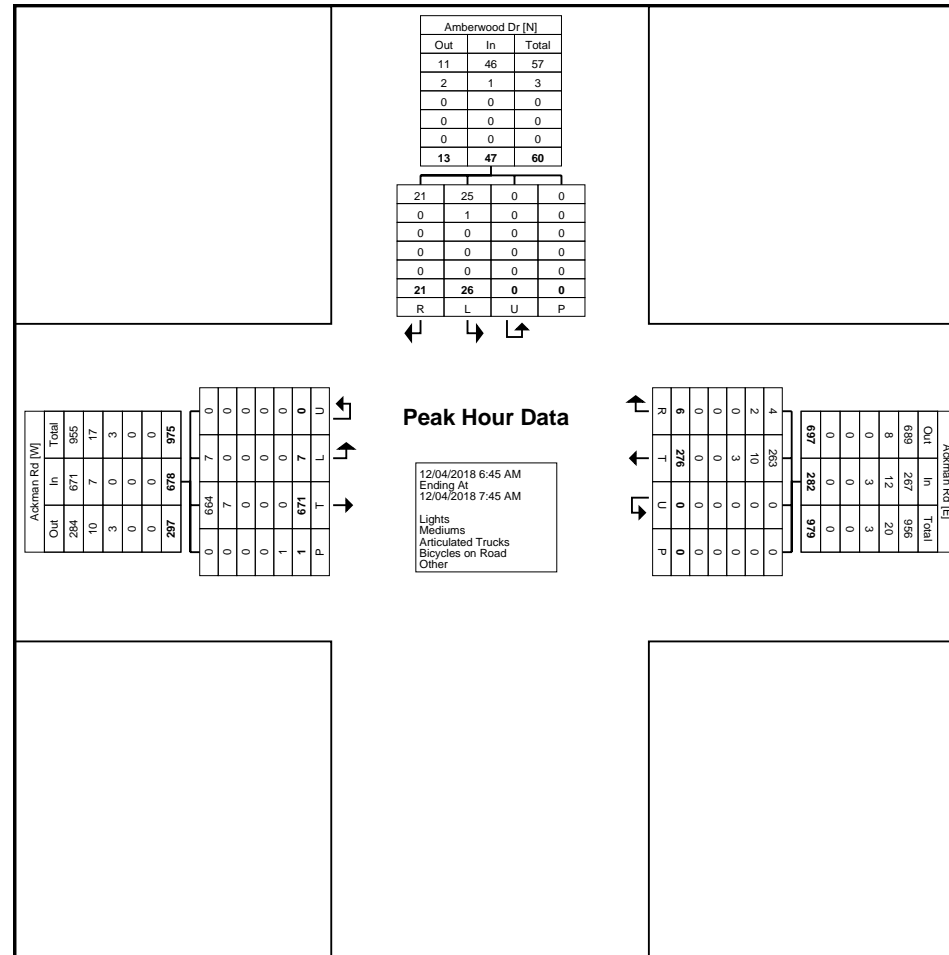 Amberwood Dr [N]
Out In Total
11 46 57
2 1 3
0 0 0
0 0 0
0 0 0
13 47 60
21 25 0 0
0 1 0 0
0 0 0 0
0 0 0 0
0 0 0 0
21 26 0 0
R L U P
Ackman Rd [W]
Out In Total
284 671 955
10 7 17
3 0 3
0 0 0
0 0 0
297 678 975
0 664 7 0
0 7 0 0
0 0 0 0
0 0 0 0
1 0 0 0
1 671 7 0
P T L U
Peak Hour Data
12/04/2018 6:45 AM
Ending At
12/04/2018 7:45 AM
Lights
Mediums
Articulated Trucks
Bicycles on Road
Other
Ackman Rd [E]
Out In Total
689 267 956
8 12 20
0 3 3
0 0 0
0 0 0
697 282 979
4 263 0 0
2 10 0 0
0 3 0 0
0 0 0 0
0 0 0 0
6 276 0 0
R T U P